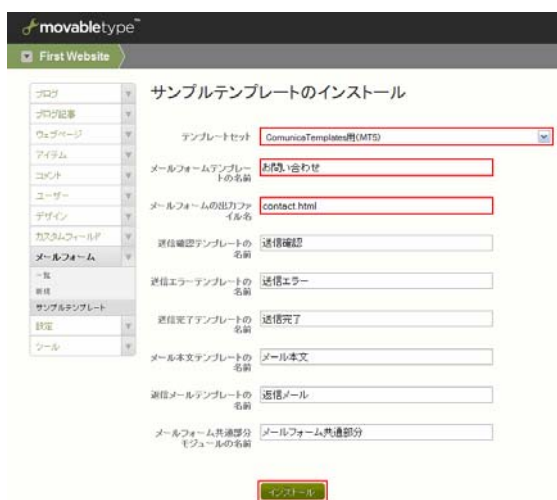 movabletype™
First Website
ブログ
ブログ記事
ウェブページ
アイテム
コメント
ユーザー
デザイン
カスタムフィールド
メールフォーム
一覧
新規
サンプルテンプレート
設定
ツール
サンプルテンプレートのインストール
テンプレートセット
ComunicaTemplates用(MT5)
メールフォームテンプレー
トの名前
お問い合わせ
メールフォームの出力ファ
イル名
contact.html
送信確認テンプレートの
名前
送信確認
送信エラーテンプレートの
名前
送信エラー
送信完了テンプレートの
名前
送信完了
メール本文テンプレートの
名前
メール本文
返信メールテンプレートの
名前
返信メール
メールフォーム共通部分
モジュールの名前
メールフォーム共通部分
インストール